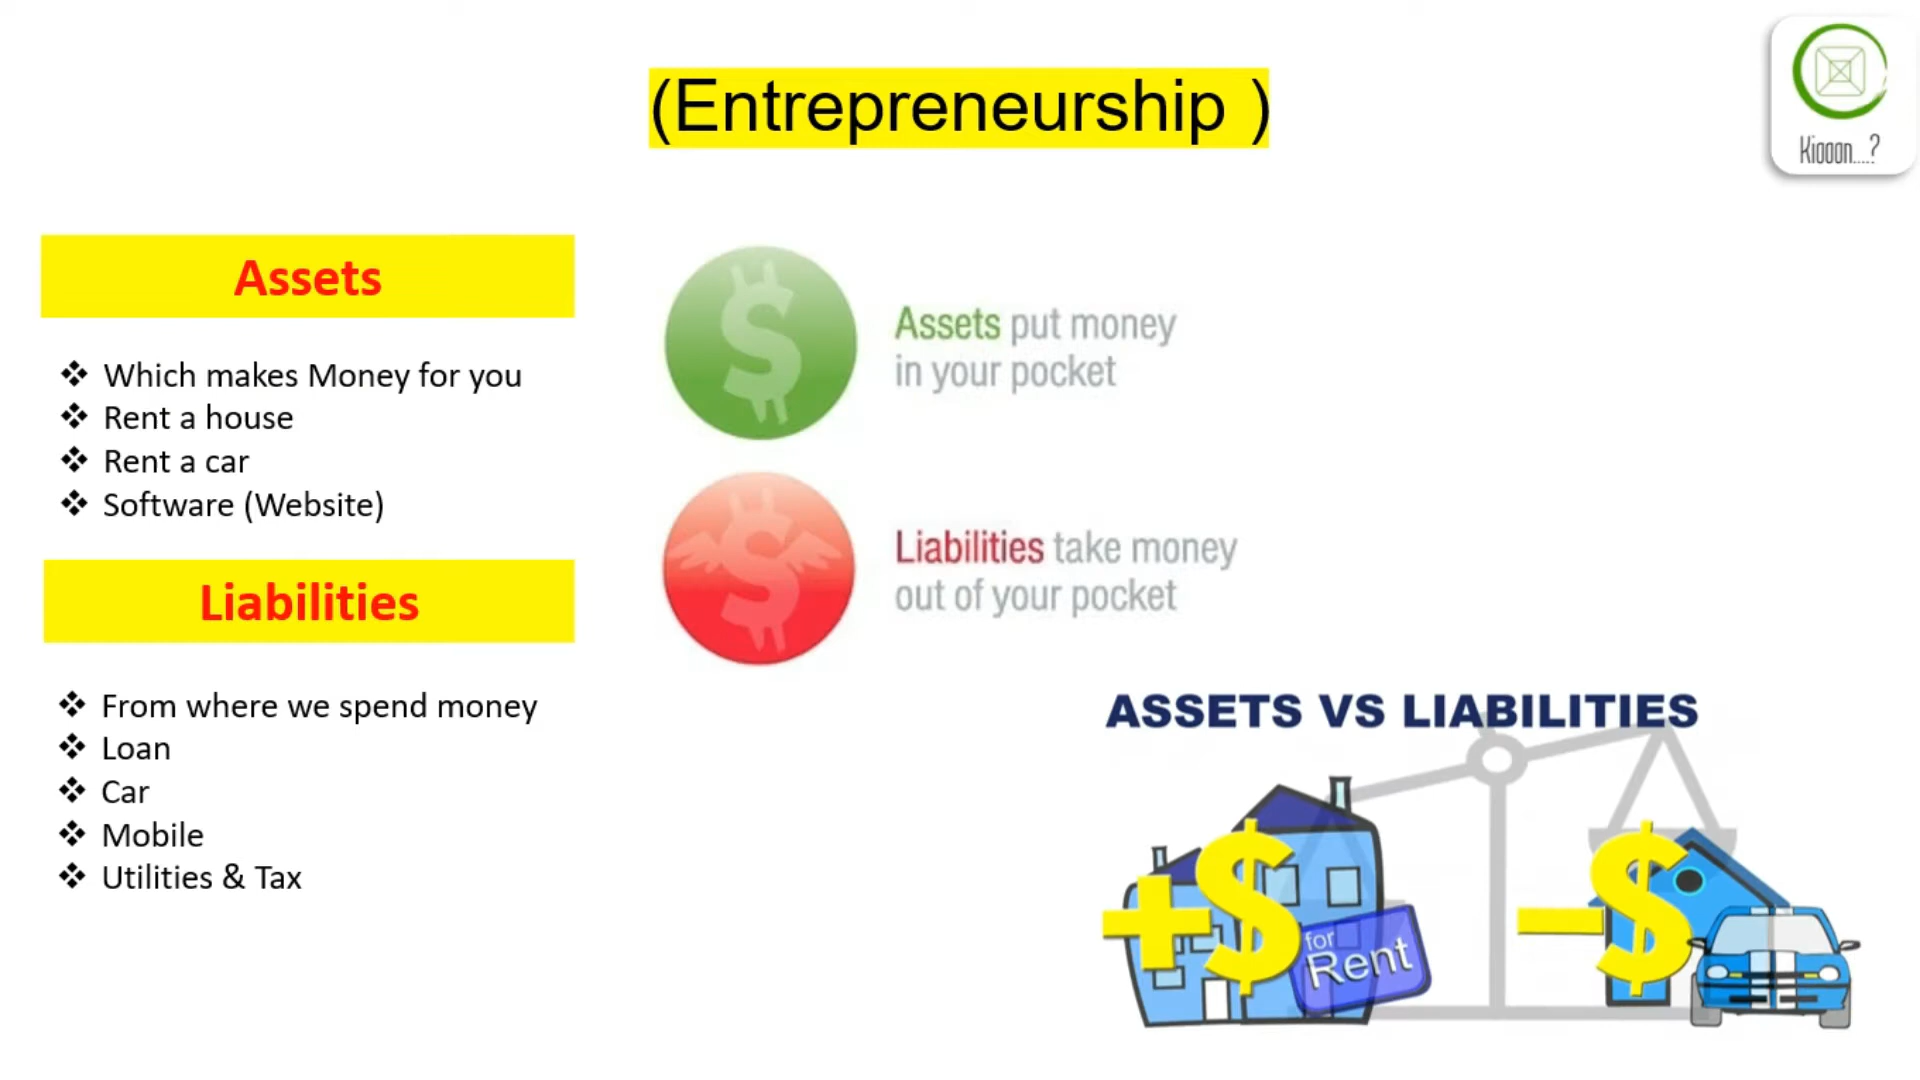 (Entrepreneurship )
Kiooon....?
Assets
❖ Which makes Money for you
❖ Rent a house
❖ Rent a car
❖ Software (Website)
Assets put money
in your pocket
Liabilities
❖ From where we spend money
❖ Loan
❖ Car
❖ Mobile
❖ Utilities & Tax
Liabilities take money
out of your pocket
ASSETS VS LIABILITIES
+$
for
Rent
-$